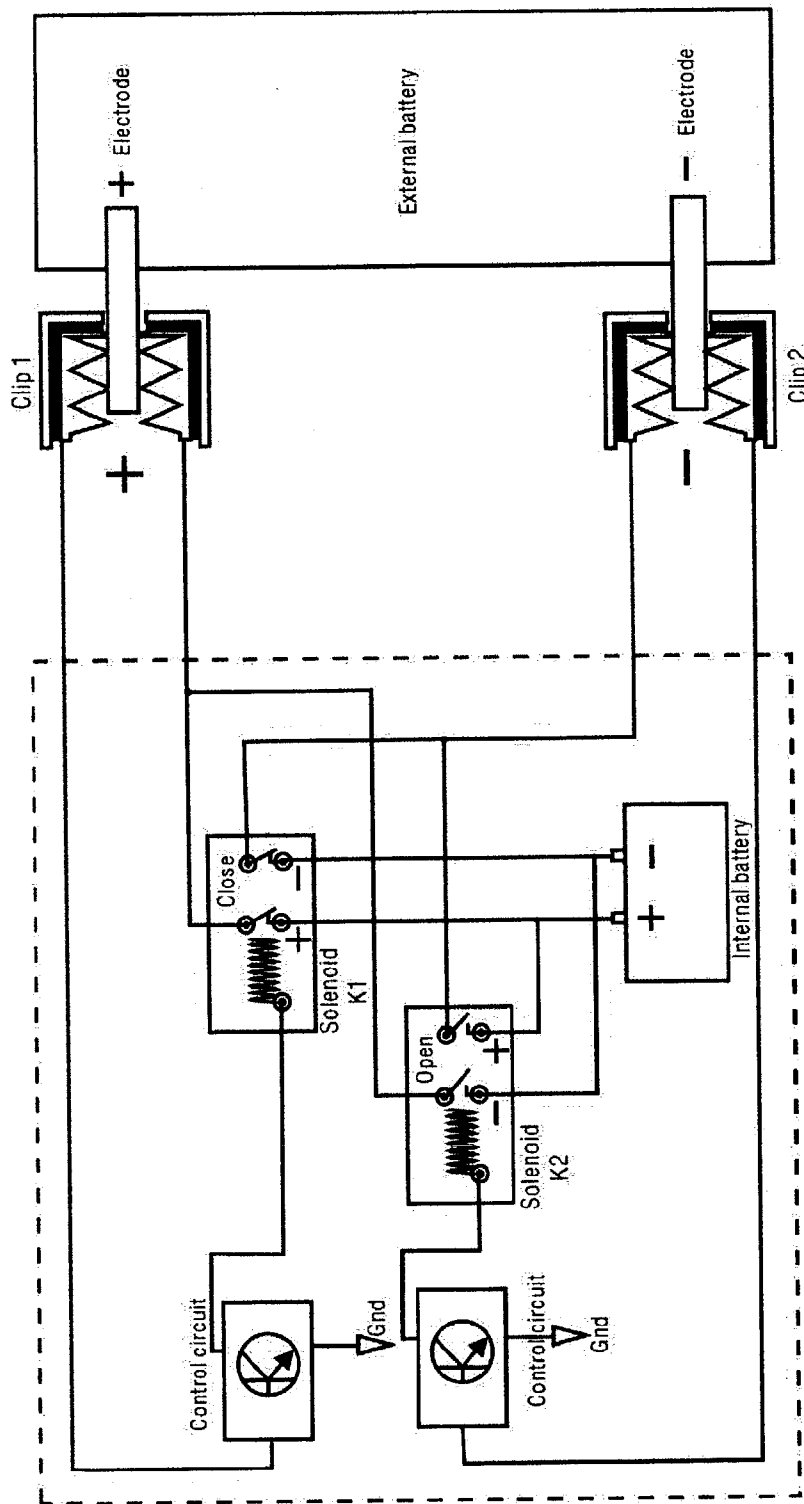 Clip 1
+
+ Electrode
External battery
Clip 2
−
− Electrode
Close
+
−
Solenoid
K1
Open
−
+
Solenoid
K2
+ −
Internal battery
Control circuit
Gnd
Control circuit
Gnd